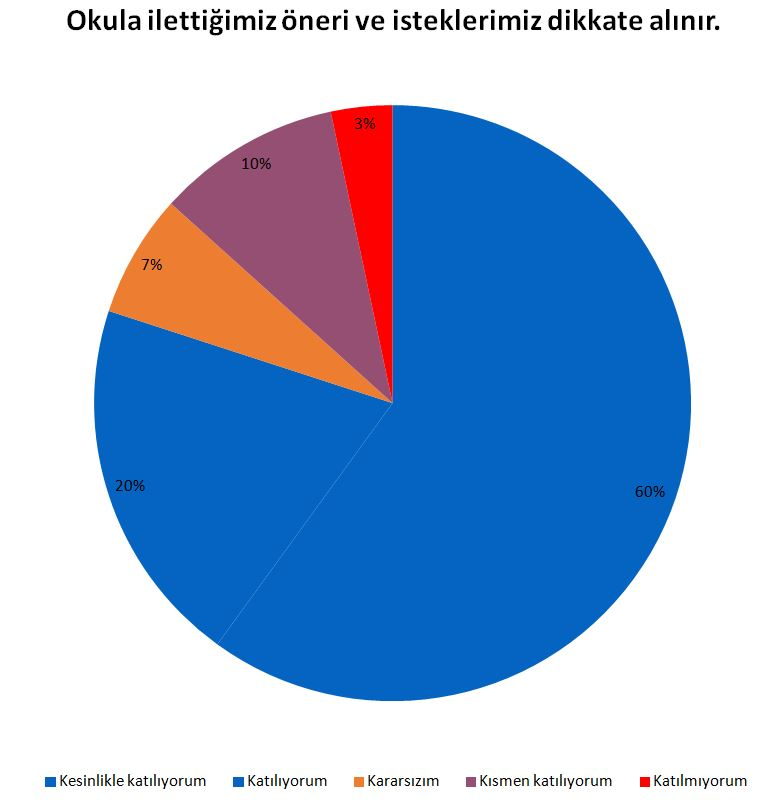 Okula ilettiğimiz öneri ve isteklerimiz dikkate alınır.
3%
10%
7%
20%
60%
Kesinlikle katılıyorum Katılıyorum Kararsızım Kısmen katılıyorum Katılmıyorum